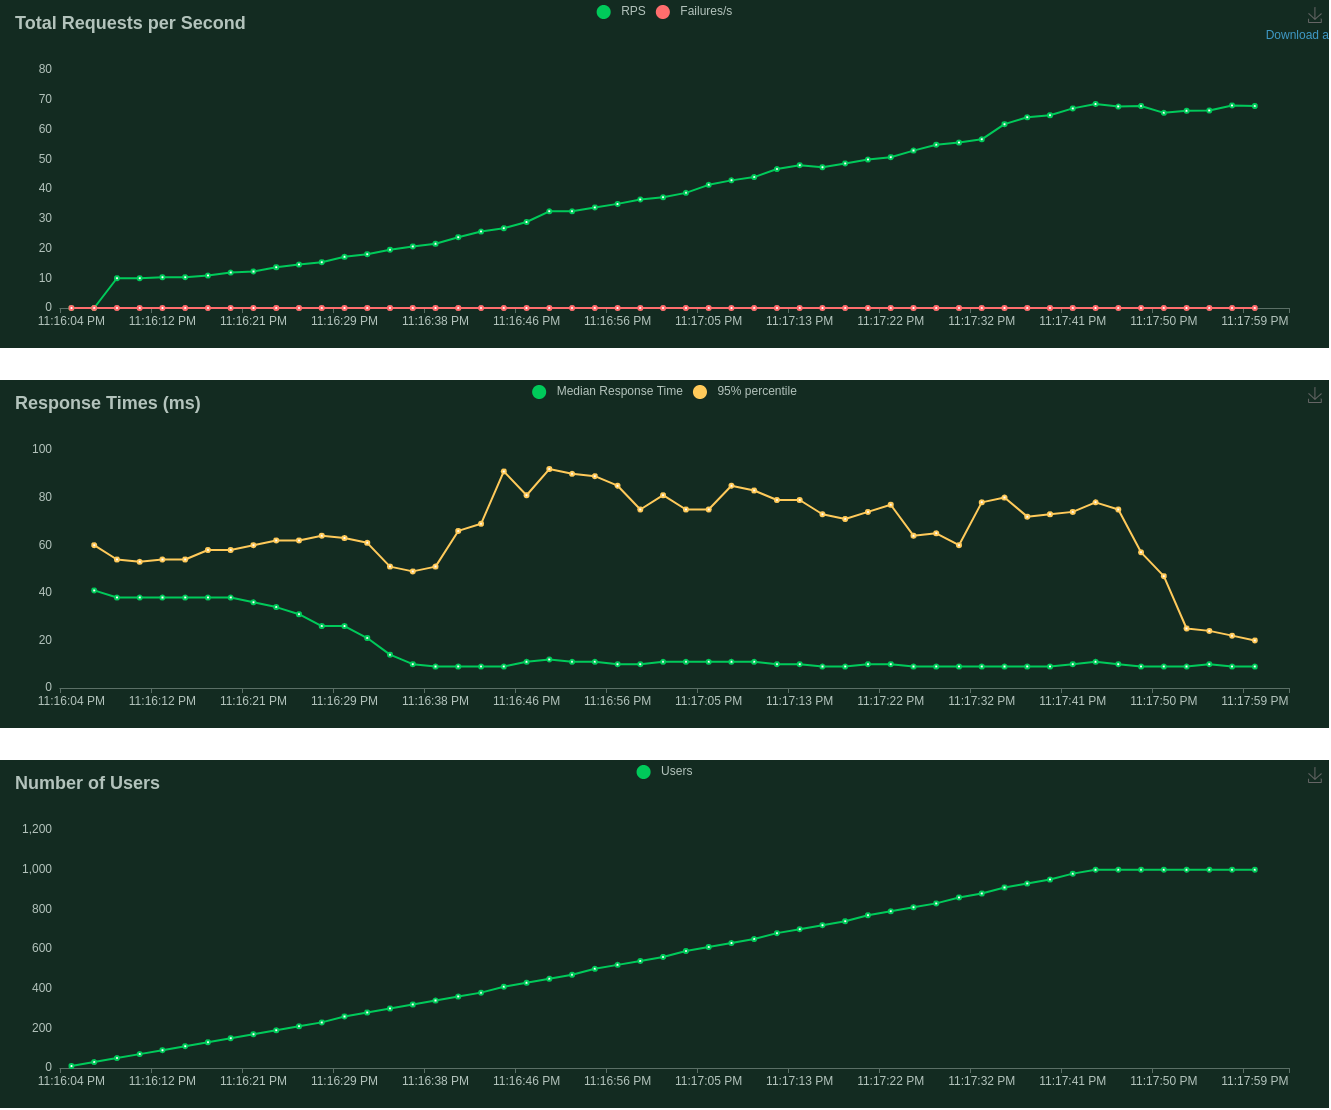 Total Requests per Second
RPS Failures/s
Download a
80
70
60
50
40
30
20
10
0
11:16:04 PM 11:16:12 PM 11:16:21 PM 11:16:29 PM 11:16:38 PM 11:16:46 PM 11:16:56 PM 11:17:05 PM 11:17:13 PM 11:17:22 PM 11:17:32 PM 11:17:41 PM 11:17:50 PM 11:17:59 PM
Response Times (ms)
Median Response Time 95% percentile
100
80
60
40
20
0
11:16:04 PM 11:16:12 PM 11:16:21 PM 11:16:29 PM 11:16:38 PM 11:16:46 PM 11:16:56 PM 11:17:05 PM 11:17:13 PM 11:17:22 PM 11:17:32 PM 11:17:41 PM 11:17:50 PM 11:17:59 PM
Number of Users
Users
1,200
1,000
800
600
400
200
0
11:16:04 PM 11:16:12 PM 11:16:21 PM 11:16:29 PM 11:16:38 PM 11:16:46 PM 11:16:56 PM 11:17:05 PM 11:17:13 PM 11:17:22 PM 11:17:32 PM 11:17:41 PM 11:17:50 PM 11:17:59 PM